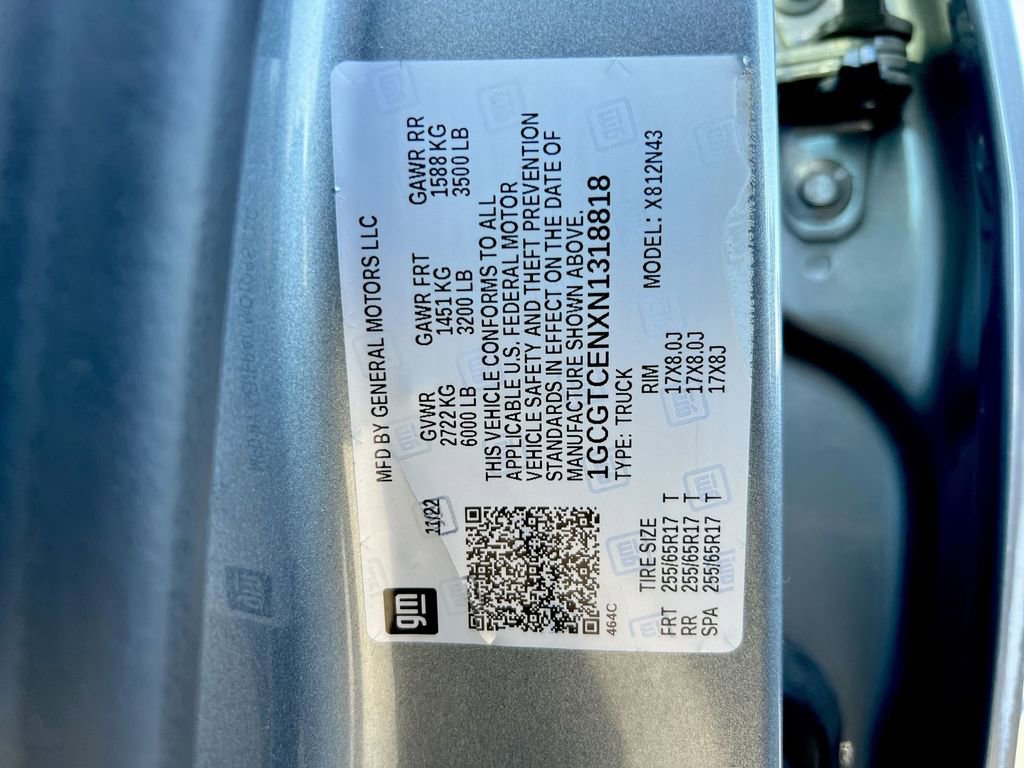 gm
MFD BY GENERAL MOTORS LLC
11/22
GVWR GAWR FRT GAWR RR
2722 KG 1451 KG 1588 KG
6000 LB 3200 LB 3500 LB
THIS VEHICLE CONFORMS TO ALL
APPLICABLE U.S. FEDERAL MOTOR
VEHICLE SAFETY AND THEFT PREVENTION
STANDARDS IN EFFECT ON THE DATE OF
MANUFACTURE SHOWN ABOVE.
1GCGTCENXN1318818
464C
TYPE: TRUCK
TIRE SIZE RIM MODEL: X812N43
FRT 255/65R17 T 17X8.0J
RR 255/65R17 T 17X8.0J
SPA 255/65R17 T 17X8J